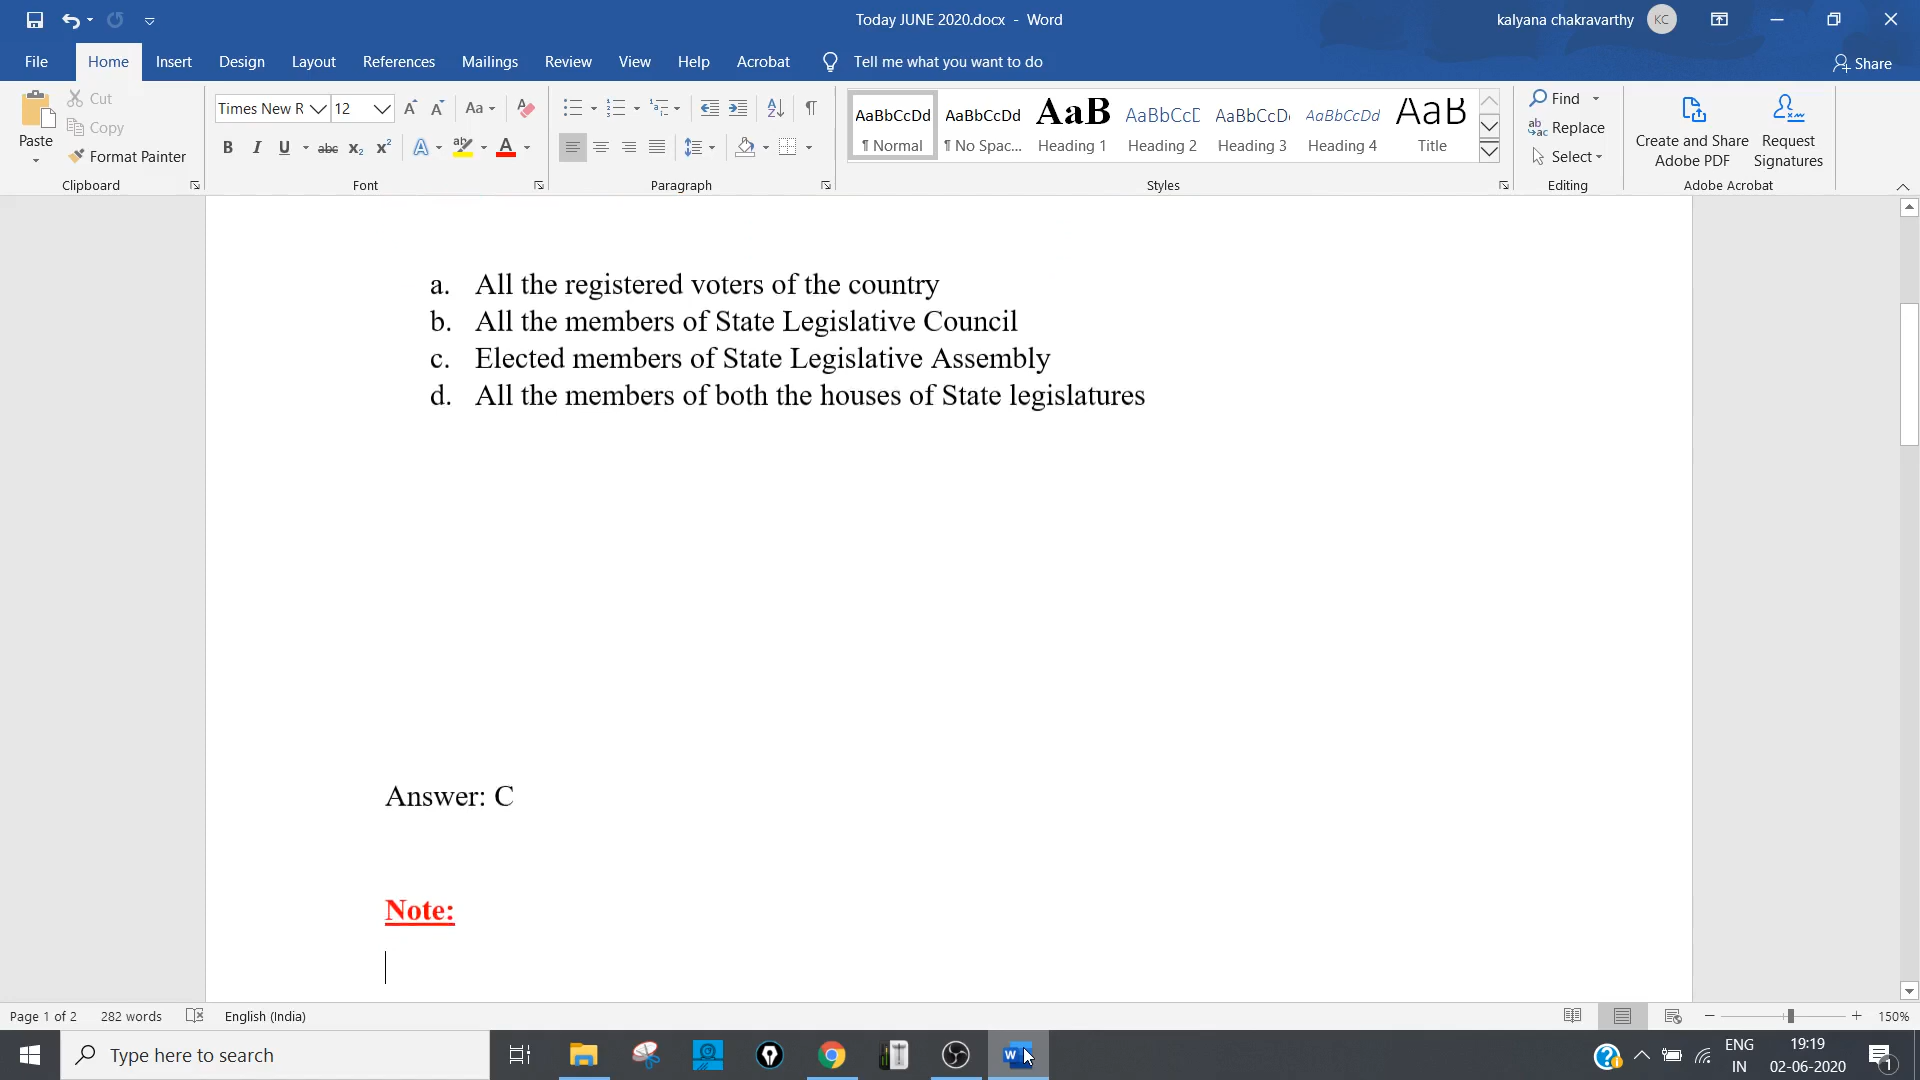 Today JUNE 2020.docx - Word
kalyana chakravarthy
KC
File
Home
Insert
Design
Layout
References
Mailings
Review
View
Help
Acrobat
Tell me what you want to do
Share
Paste
Cut
Copy
Format Painter
Clipboard
Times New R
12
Aa
B I U abc x₂ x²
Font
Paragraph
AaBbCcDd
¶ Normal
AaBbCcDd
¶ No Spac...
AaB
Heading 1
AaBbCcD
Heading 2
AaBbCcDd
Heading 3
AaBbCcDd
Heading 4
AaB
Title
Styles
Find
Replace
Select
Editing
Create and Share
Adobe PDF
Request
Signatures
Adobe Acrobat
a. All the registered voters of the country
b. All the members of State Legislative Council
c. Elected members of State Legislative Assembly
d. All the members of both the houses of State legislatures
Answer: C
Note:
Page 1 of 2
282 words
English (India)
150%
Type here to search
ENG
IN
19:19
02-06-2020
1